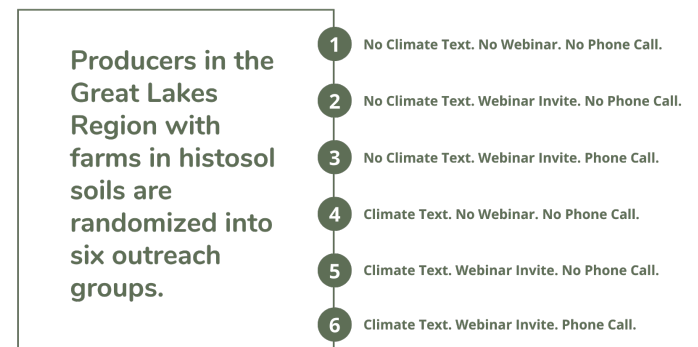 Producers in the
Great Lakes
Region with
farms in histosol
soils are
randomized into
six outreach
groups.
1 No Climate Text. No Webinar. No Phone Call.
2 No Climate Text. Webinar Invite. No Phone Call.
3 No Climate Text. Webinar Invite. Phone Call.
4 Climate Text. No Webinar. No Phone Call.
5 Climate Text. Webinar Invite. No Phone Call.
6 Climate Text. Webinar Invite. Phone Call.